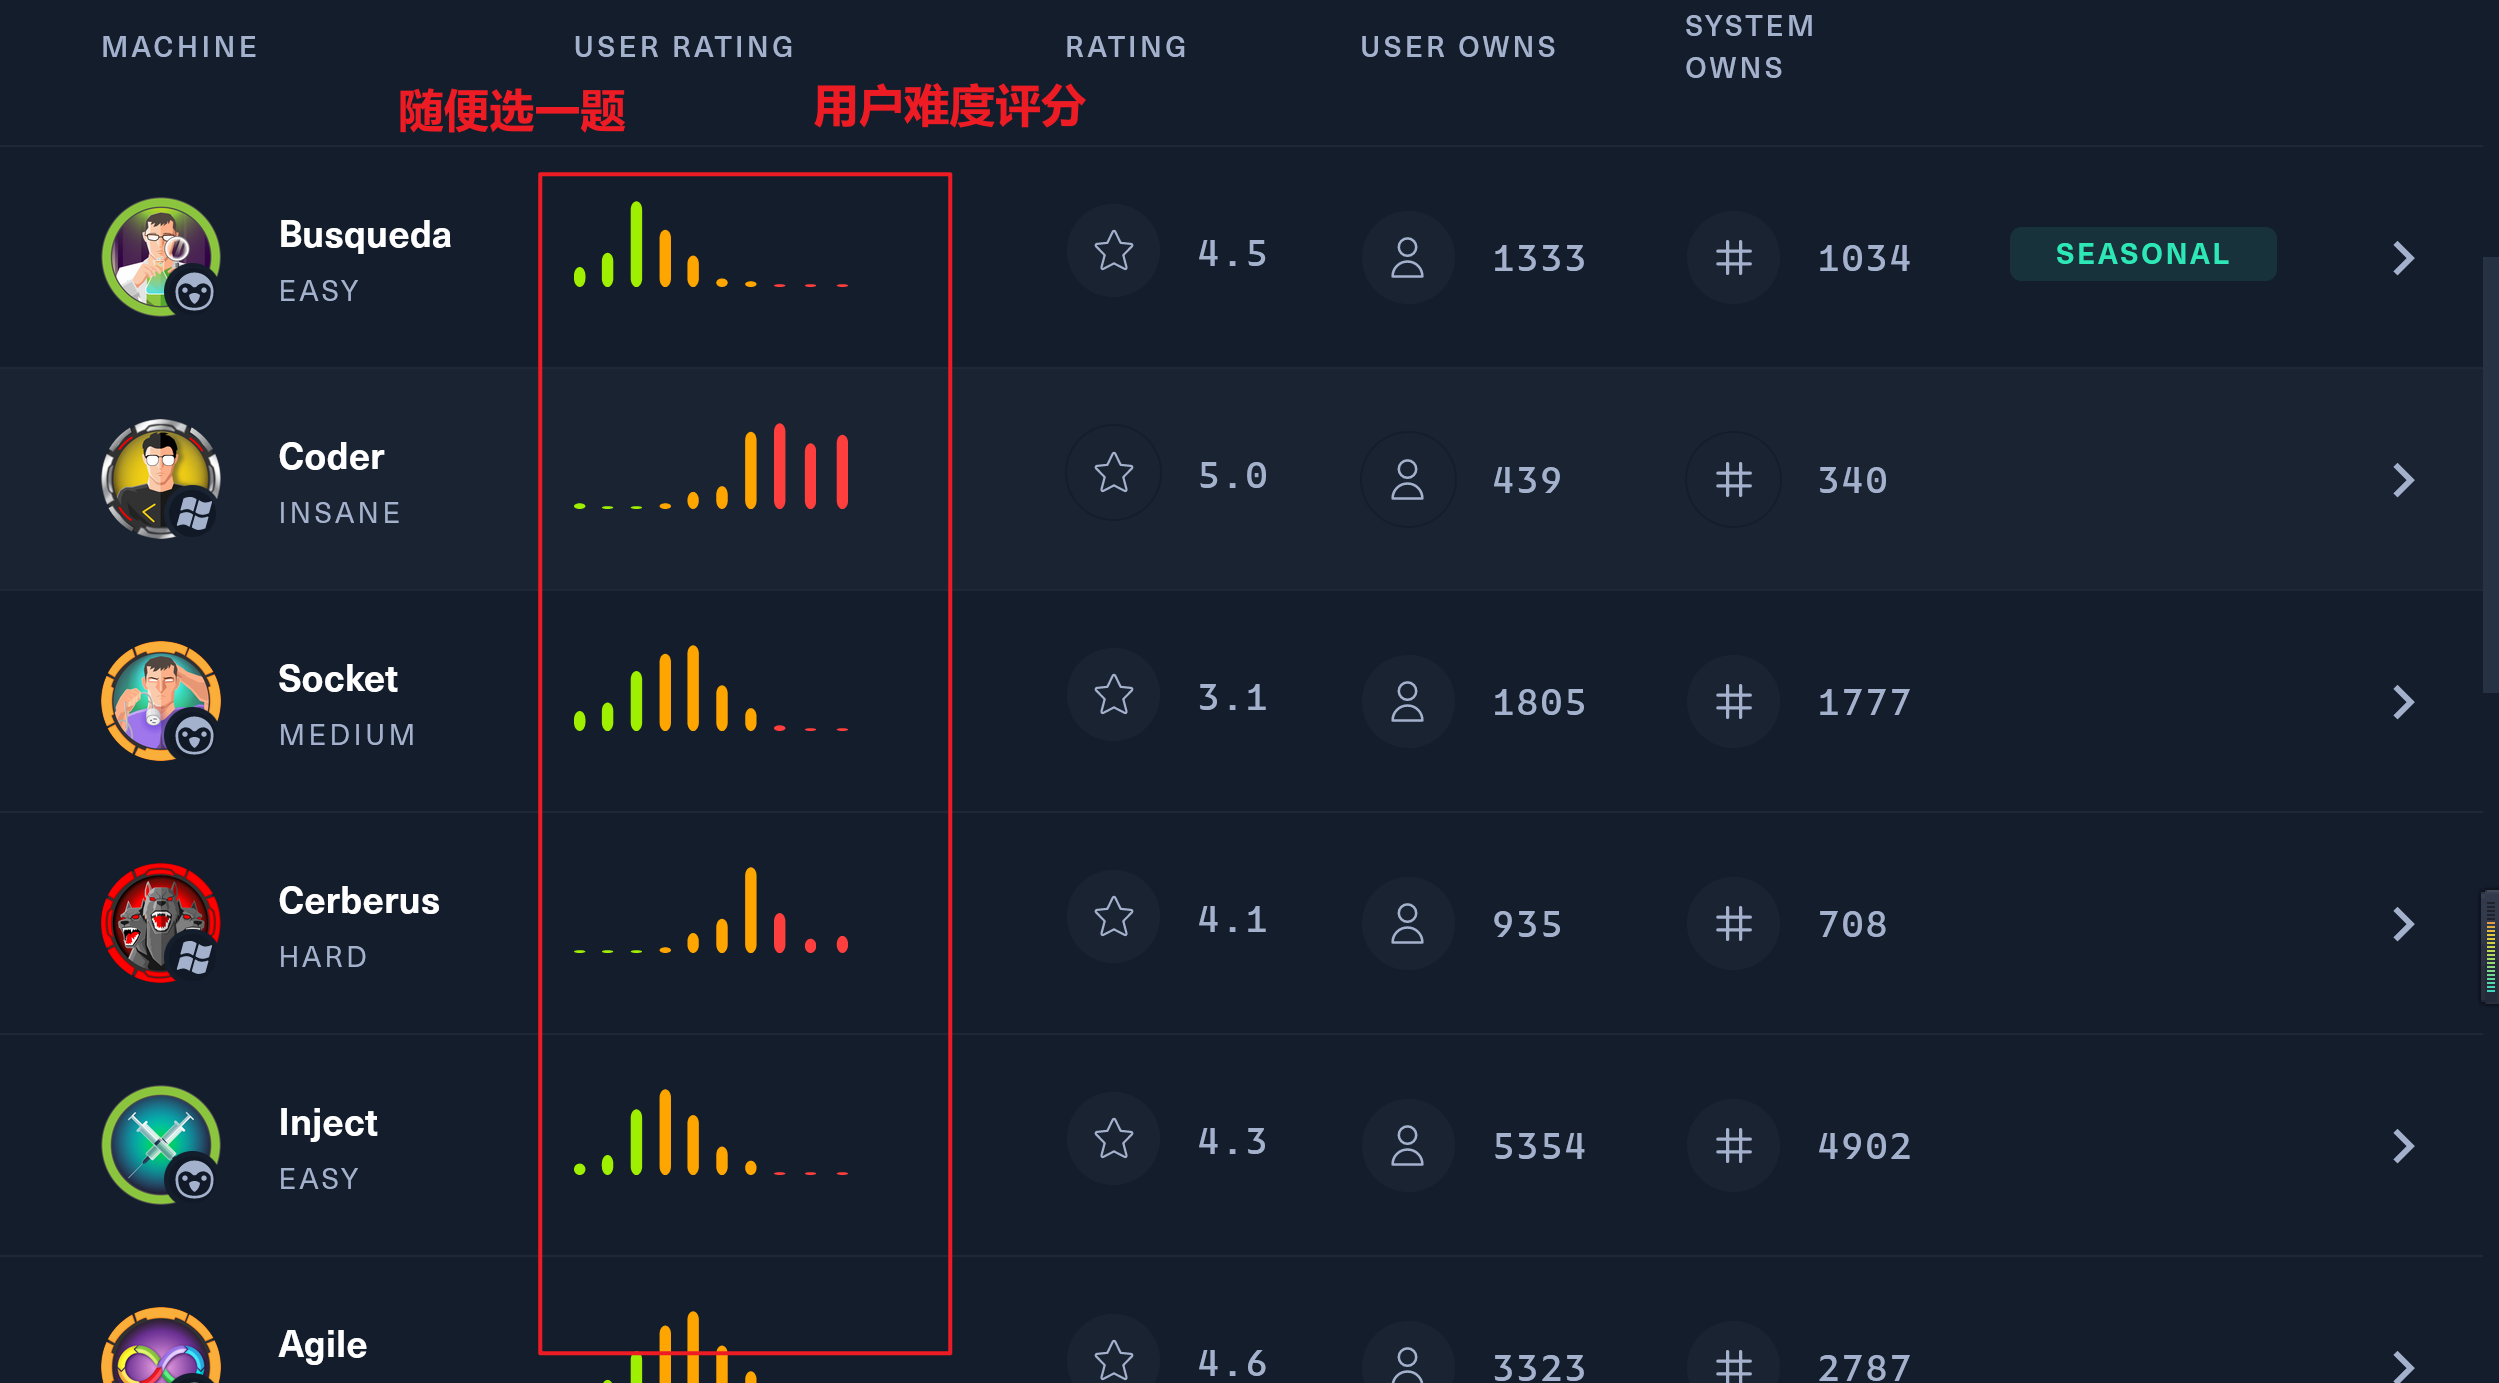 MACHINE USER RATING RATING USER OWNS SYSTEM OWNS
随便选一题 用户难度评分
Busqueda 4.5 1333 1034 SEASONAL
EASY
Coder 5.0 439 340
INSANE
Socket 3.1 1805 1777
MEDIUM
Cerberus 4.1 935 708
HARD
Inject 4.3 5354 4902
EASY
Agile 4.6 3323 2787